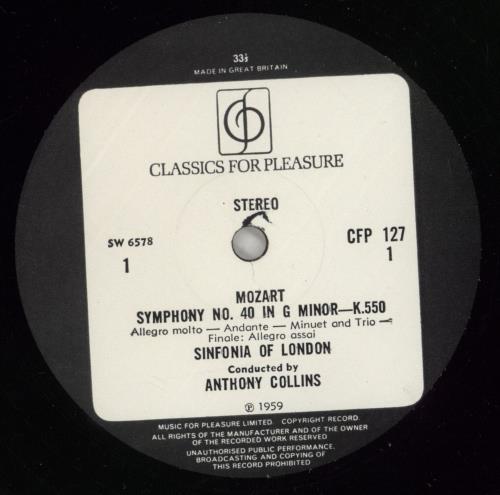 33⅓
MADE IN GREAT BRITAIN
CLASSICS FOR PLEASURE
STEREO
SW 6578
1
CFP 127
1
MOZART
SYMPHONY NO. 40 IN G MINOR—K.550
Allegro molto — Andante — Minuet and Trio —
Finale: Allegro assai
SINFONIA OF LONDON
Conducted by
ANTHONY COLLINS
℗ 1959
MUSIC FOR PLEASURE LIMITED. COPYRIGHT RECORD.
ALL RIGHTS OF THE MANUFACTURER AND OF THE OWNER
OF THE RECORDED WORK RESERVED
UNAUTHORISED PUBLIC PERFORMANCE,
BROADCASTING AND COPYING OF
THIS RECORD PROHIBITED